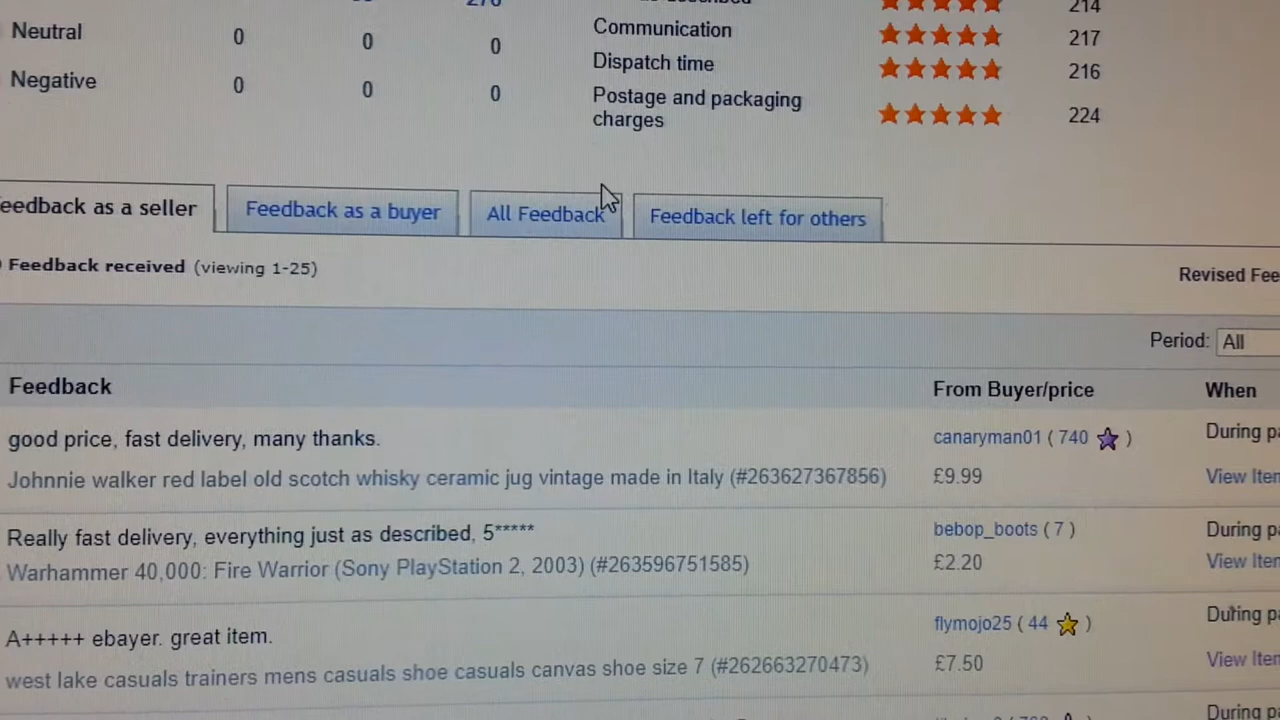 214
Neutral 0 0 0 Communication 217
Dispatch time 216
Negative 0 0 0 Postage and packaging
charges 224
eedback as a seller Feedback as a buyer All Feedback Feedback left for others
Feedback received (viewing 1-25) Revised Fee
Period: All
Feedback From Buyer/price When
good price, fast delivery, many thanks. canaryman01 ( 740 ) During pa
Johnnie walker red label old scotch whisky ceramic jug vintage made in Italy (#263627367856) £9.99 View Iten
Really fast delivery, everything just as described, 5***** bebop_boots ( 7 ) During pa
Warhammer 40,000: Fire Warrior (Sony PlayStation 2, 2003) (#263596751585) £2.20 View Iten
A+++++ ebayer. great item. flymojo25 ( 44 ) During pa
west lake casuals trainers mens casuals shoe casuals canvas shoe size 7 (#262663270473) £7.50 View Iten
During pa